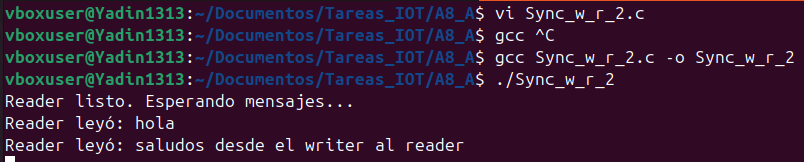 vboxuser@Yadin1313:~/Documentos/Tareas_IOT/A8_A$ vi Sync_w_r_2.c
vboxuser@Yadin1313:~/Documentos/Tareas_IOT/A8_A$ gcc ^C
vboxuser@Yadin1313:~/Documentos/Tareas_IOT/A8_A$ gcc Sync_w_r_2.c -o Sync_w_r_2
vboxuser@Yadin1313:~/Documentos/Tareas_IOT/A8_A$ ./Sync_w_r_2
Reader listo. Esperando mensajes...
Reader leyó: hola
Reader leyó: saludos desde el writer al reader